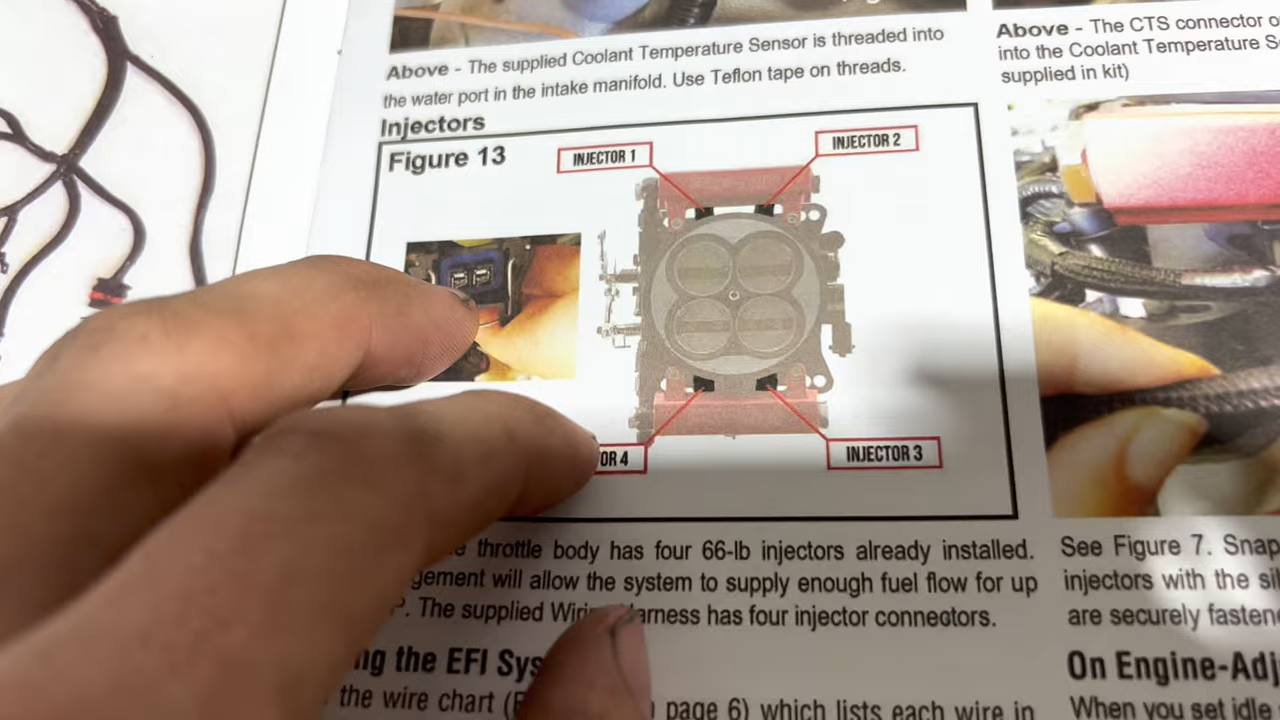 Above - The supplied Coolant Temperature Sensor is threaded into
the water port in the intake manifold. Use Teflon tape on threads.
Injectors
Figure 13
INJECTOR 1
INJECTOR 2
OR 4
INJECTOR 3
throttle body has four 66-lb injectors already installed.
gement will allow the system to supply enough fuel flow for up
P. The supplied Wiring Harness has four injector connectors.
ng the EFI Sys
the wire chart (
page 6) which lists each wire in
Above - The CTS connector o
into the Coolant Temperature S
supplied in kit)
See Figure 7. Snap
injectors with the sil
are securely fastene
On Engine-Adj
When you set idle